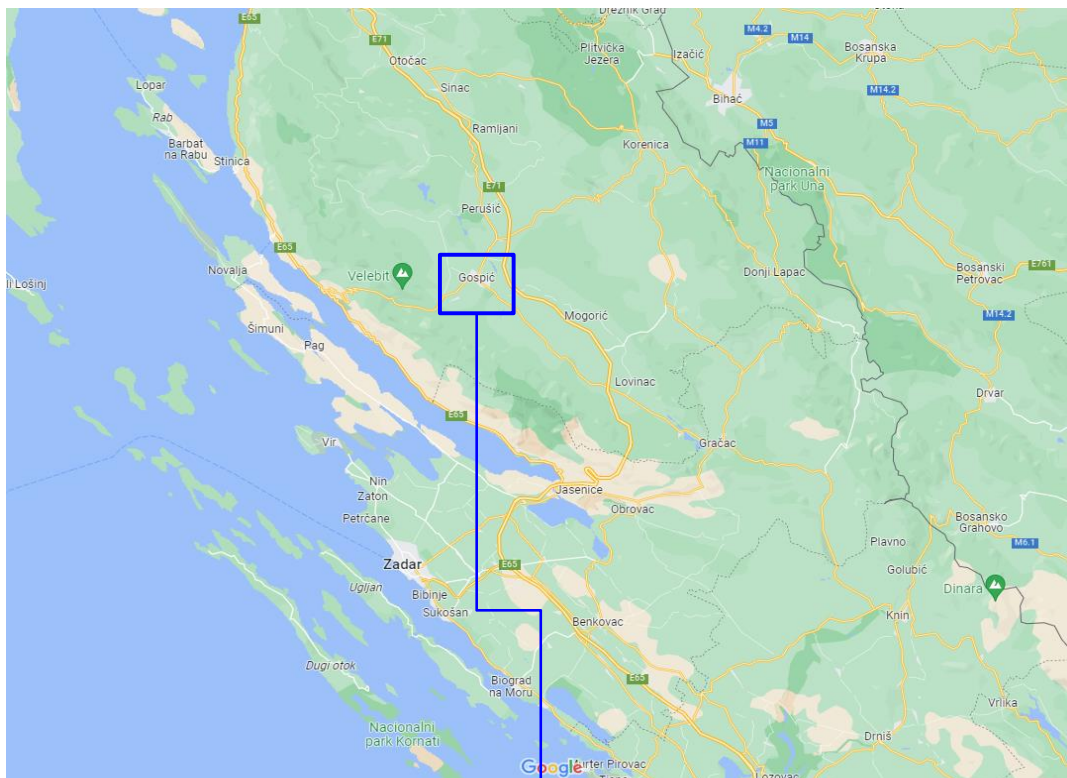 E65
E71
Drežnik Grad
M4.2
M14
Bosanska
Krupa
Otočac
Plitvička
Jezera
Izačić
Lopar
Sinac
Bihać
M14.2
Rab
Ramljani
M5
Barbat
na Rabu
Stinica
Korenica
M11
Nacionalni
park Una
E71
Perušić
E65
Novalja
Velebit
Gospić
Donji Lapac
E761
Bosanski
Petrovac
li Lošinj
M14.2
Šimuni
Mogorić
Pag
Lovinac
Drvar
E65
Vir
Gračac
Nin
Zaton
Jasenice
Petrčane
Obrovac
Bosansko
Grahovo
Plavno
M6.1
Zadar
E65
Golubić
Ugljan
Bibinje
Dinara
Sukošan
Benkovac
Knin
Dugi otok
Biograd
na Moru
E65
Vrlika
Nacionalni
park Kornati
Drniš
Google
Pirovac
Lozovac